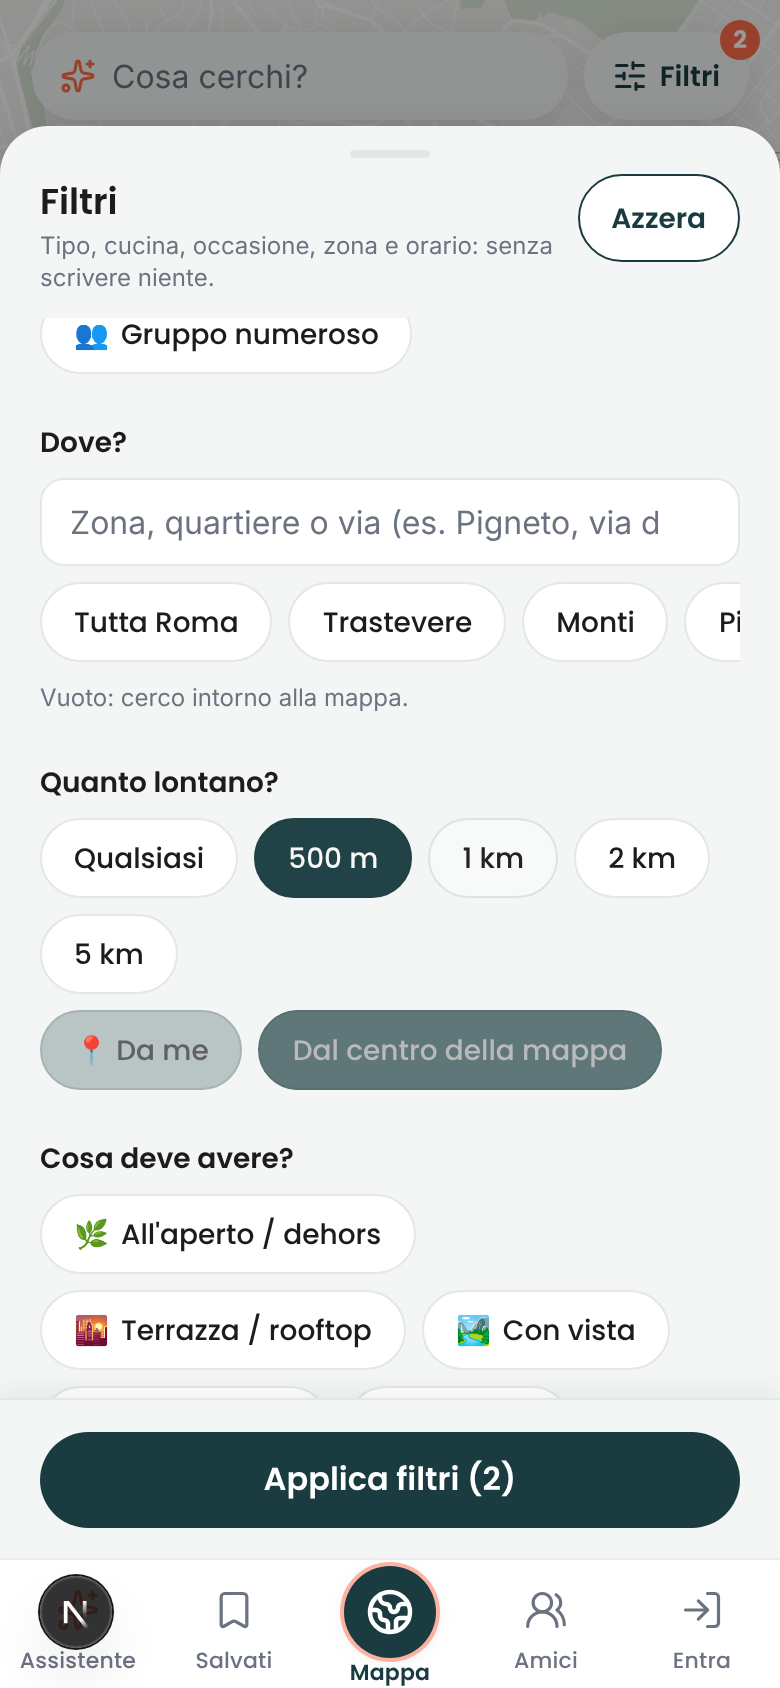 Cosa cerchi?
Filtri
2
Filtri
Azzera
Tipo, cucina, occasione, zona e orario: senza
scrivere niente.
Gruppo numeroso
Dove?
Zona, quartiere o via (es. Pigneto, via d
Tutta Roma
Trastevere
Monti
Pi
Vuoto: cerco intorno alla mappa.
Quanto lontano?
Qualsiasi
500 m
1 km
2 km
5 km
Da me
Dal centro della mappa
Cosa deve avere?
All'aperto / dehors
Terrazza / rooftop
Con vista
Applica filtri (2)
N
Assistente
Salvati
Mappa
Amici
Entra